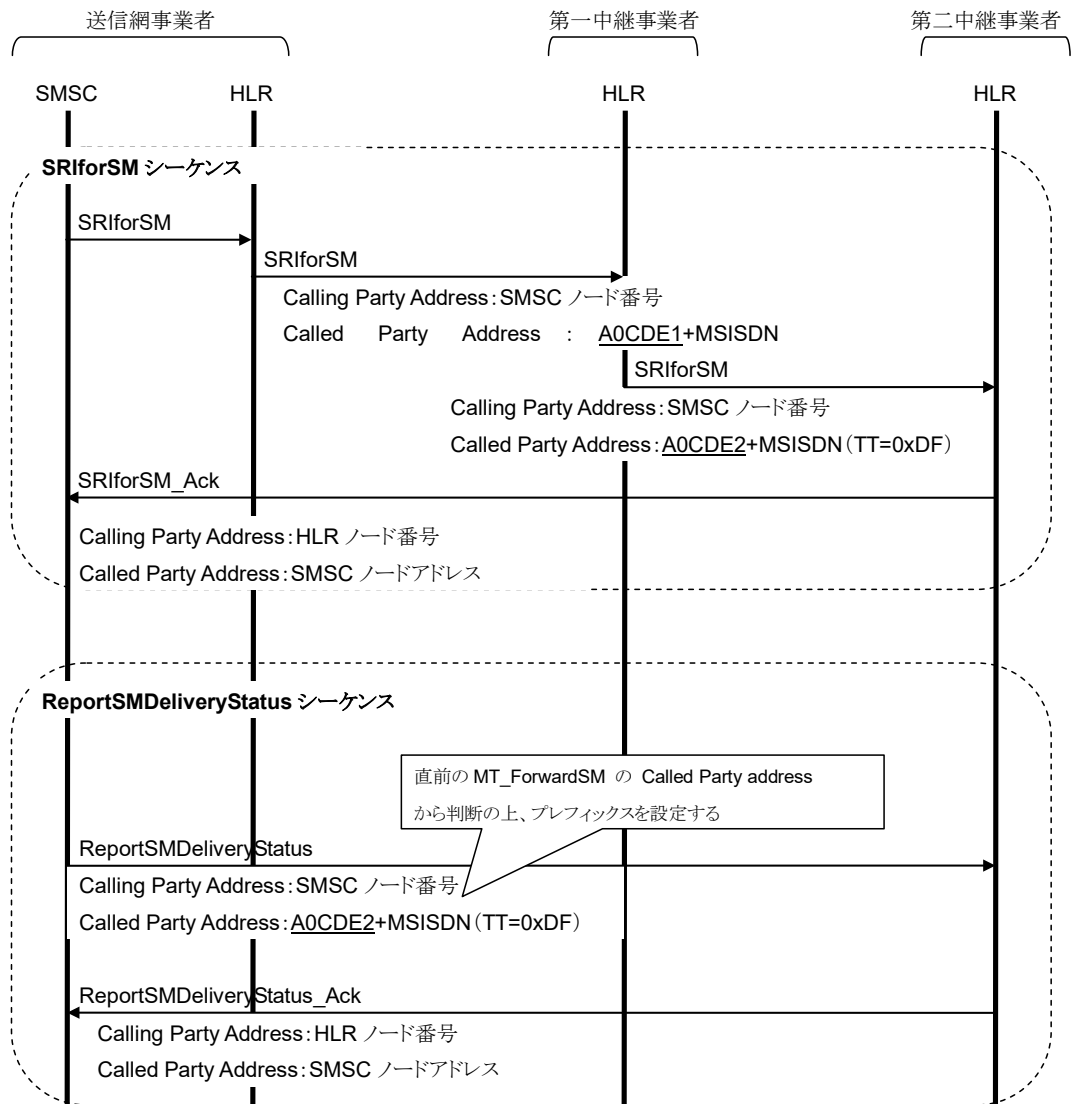 送信網事業者 第一中継事業者 第二中継事業者
SMSC HLR HLR HLR
SRIforSM シーケンス
SRIforSM
SRIforSM
Calling Party Address:SMSC ノード番号
Called Party Address : A0CDE1+MSISDN
SRIforSM
Calling Party Address:SMSC ノード番号
Called Party Address:A0CDE2+MSISDN(TT=0xDF)
SRIforSM_Ack
Calling Party Address:HLR ノード番号
Called Party Address:SMSC ノードアドレス
ReportSMDeliveryStatus シーケンス
直前の MT_ForwardSM の Called Party address
から判断の上、プレフィックスを設定する
ReportSMDeliveryStatus
Calling Party Address:SMSC ノード番号
Called Party Address:A0CDE2+MSISDN(TT=0xDF)
ReportSMDeliveryStatus_Ack
Calling Party Address:HLR ノード番号
Called Party Address:SMSC ノードアドレス